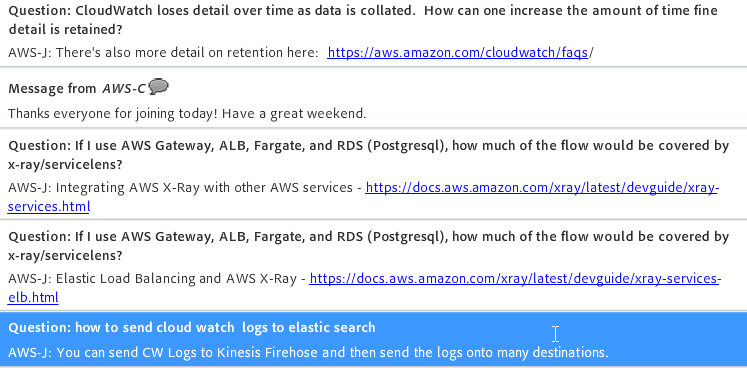 Question: CloudWatch loses detail over time as data is collated.  How can one increase the amount of time fine
detail is retained?
AWS-J: There's also more detail on retention here:  https://aws.amazon.com/cloudwatch/faqs/
Message from AWS-C
Thanks everyone for joining today! Have a great weekend.
Question: If I use AWS Gateway, ALB, Fargate, and RDS (Postgresql), how much of the flow would be covered by
x-ray/servicelens?
AWS-J: Integrating AWS X-Ray with other AWS services - https://docs.aws.amazon.com/xray/latest/devguide/xray-
services.html
Question: If I use AWS Gateway, ALB, Fargate, and RDS (Postgresql), how much of the flow would be covered by
x-ray/servicelens?
AWS-J: Elastic Load Balancing and AWS X-Ray - https://docs.aws.amazon.com/xray/latest/devguide/xray-services-
elb.html
Question: how to send cloud watch  logs to elastic search
AWS-J: You can send CW Logs to Kinesis Firehose and then send the logs onto many destinations.